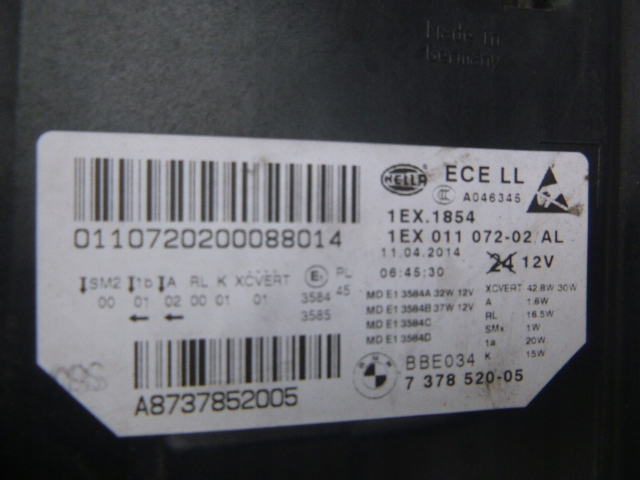 Made in
Germany
0110720200088014
SM2 1b A RL K XCVERT E1 PL
00 01 02 00 01 01 3584 45
3585
A8737852005
HELLA
ECE LL
A046345
1EX.1854
1EX 011 072-02 AL
11.04.2014
06:45:30
24 12V
MD E1 3584A 32W 12V
MD E1 3584B 37W 12V
MD E1 3584C
MD E1 3584D
XCVERT 42.8W 30W
A 1.6W
RL 16.5W
SMx 1W
1a 20W
K 15W
BMW
BBE034
7 378 520-05